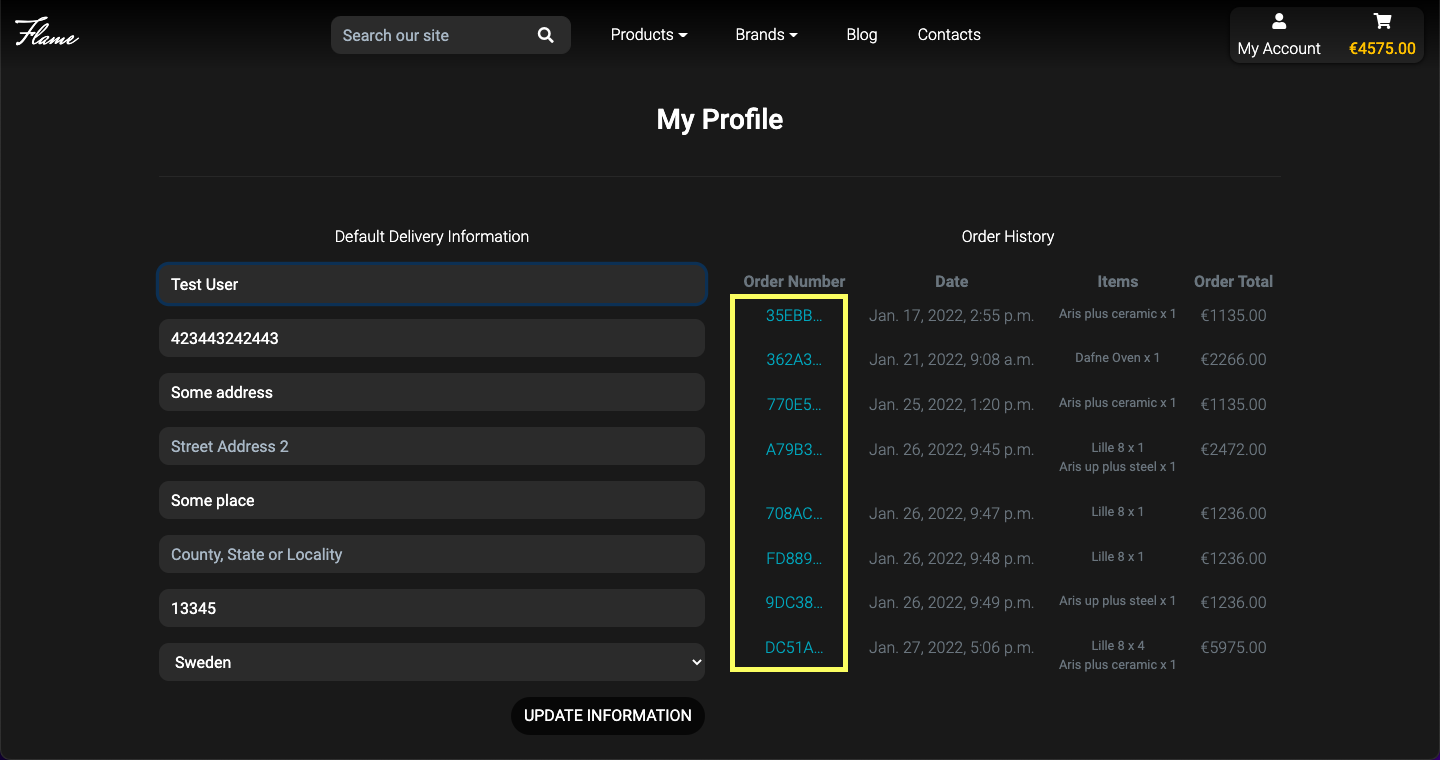 Flame
Search our site
Products
Brands
Blog
Contacts
My Account
€4575.00
My Profile
Default Delivery Information
Test User
423443242443
Some address
Street Address 2
Some place
County, State or Locality
13345
Sweden
UPDATE INFORMATION
Order History
Order Number Date Items Order Total
35EBB... Jan. 17, 2022, 2:55 p.m. Aris plus ceramic x 1 €1135.00
362A3... Jan. 21, 2022, 9:08 a.m. Dafne Oven x 1 €2266.00
770E5... Jan. 25, 2022, 1:20 p.m. Aris plus ceramic x 1 €1135.00
A79B3... Jan. 26, 2022, 9:45 p.m. Lille 8 x 1 €2472.00
Aris up plus steel x 1
708AC... Jan. 26, 2022, 9:47 p.m. Lille 8 x 1 €1236.00
FD889... Jan. 26, 2022, 9:48 p.m. Lille 8 x 1 €1236.00
9DC38... Jan. 26, 2022, 9:49 p.m. Aris up plus steel x 1 €1236.00
DC51A... Jan. 27, 2022, 5:06 p.m. Lille 8 x 4 €5975.00
Aris plus ceramic x 1